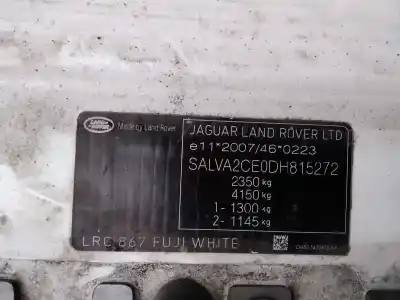 LAND ROVER
Made by Land Rover
JAGUAR LAND ROVER LTD
e11*2007/46*0223
SALVA2CE0DH815272
2350 kg
4150 kg
1- 1300 kg
2- 1145 kg
LRC 867 FUJI WHITE